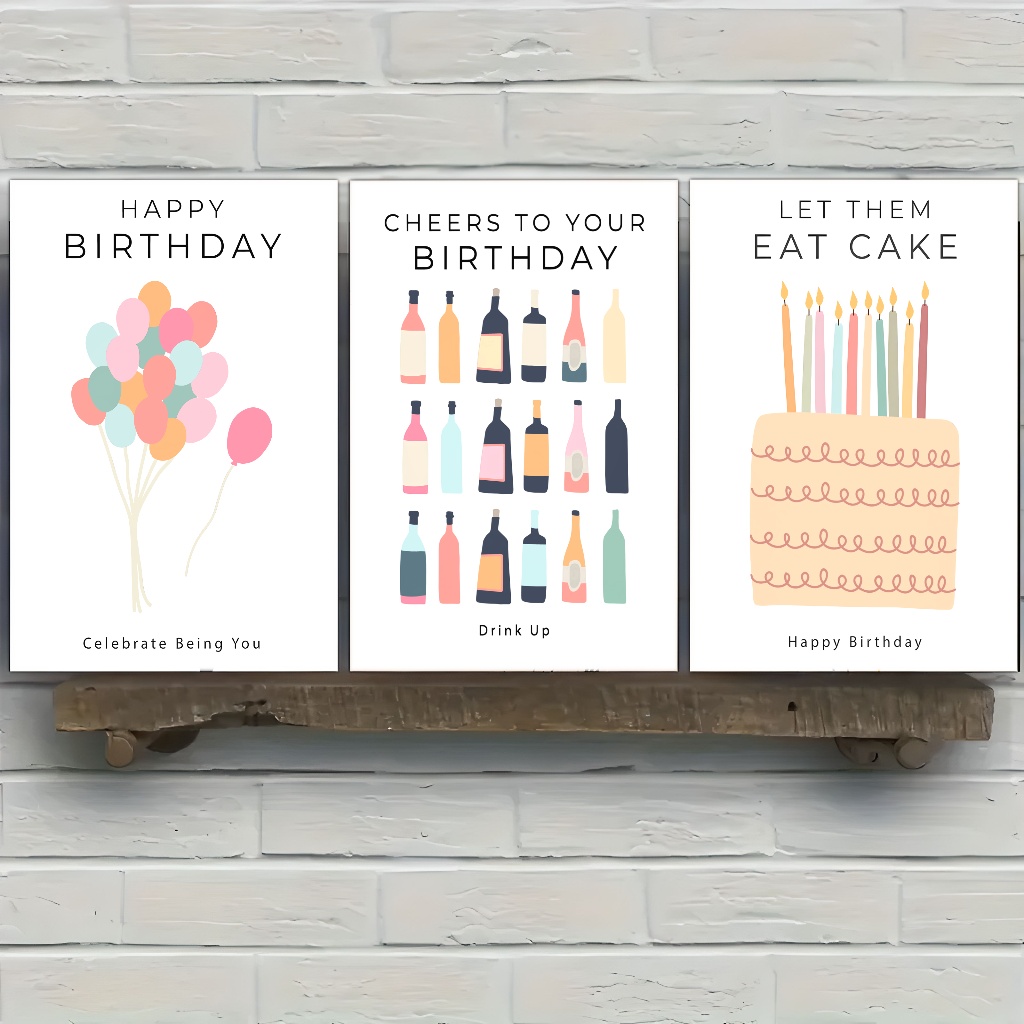 HAPPY
BIRTHDAY
Celebrate Being You
CHEERS TO YOUR
BIRTHDAY
Drink Up
LET THEM
EAT CAKE
Happy Birthday